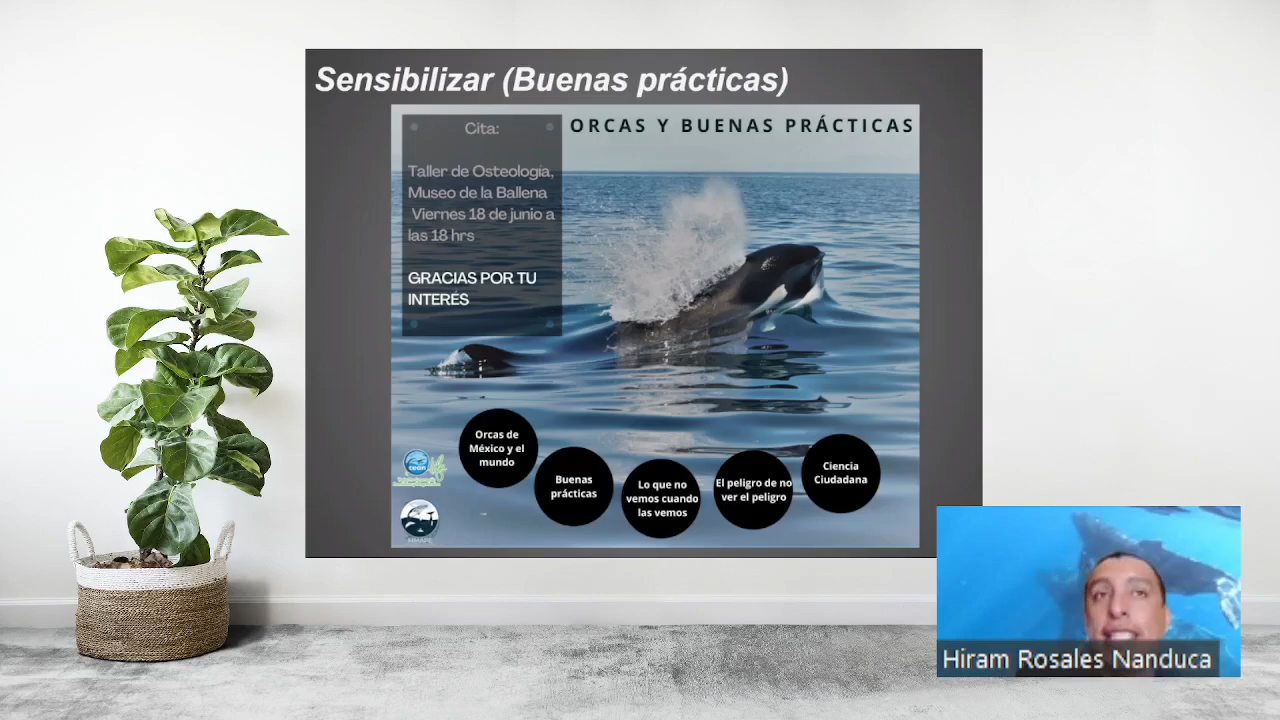 Sensibilizar (Buenas prácticas)
ORCAS Y BUENAS PRÁCTICAS
Cita:
Taller de Osteología,
Museo de la Ballena
Viernes 18 de junio a
las 18 hrs
GRACIAS POR TU
INTERÉS
Orcas de
México y el
mundo
Buenas
prácticas
Lo que no
vemos cuando
las vemos
El peligro de no
ver el peligro
Ciencia
Ciudadana
Hiram Rosales Nanduca